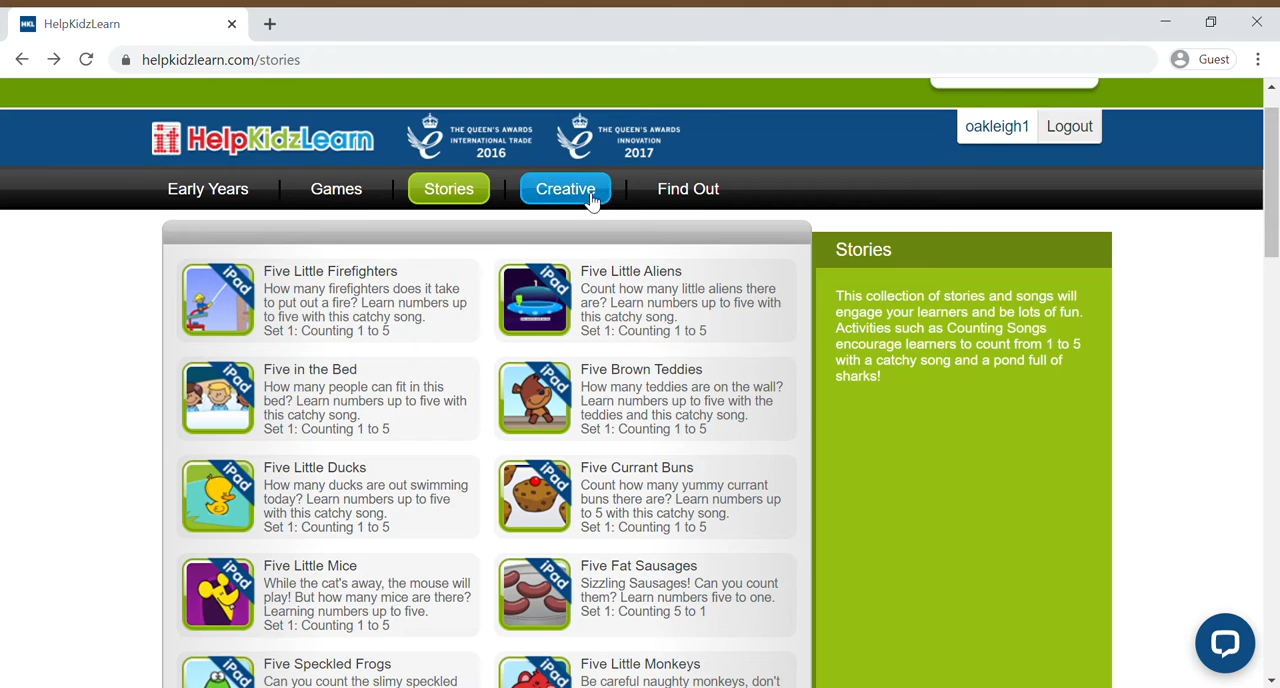 HKL HelpKidzLearn
helpkidzlearn.com/stories
Guest
HelpKidzLearn
THE QUEEN'S AWARDS
INTERNATIONAL TRADE
2016
THE QUEEN'S AWARDS
INNOVATION
2017
oakleigh1 Logout
Early Years Games Stories Creative Find Out
iPad
Five Little Firefighters
How many firefighters does it take
to put out a fire? Learn numbers up
to five with this catchy song.
Set 1: Counting 1 to 5
iPad
Five Little Aliens
Count how many little aliens there
are? Learn numbers up to five with
this catchy song.
Set 1: Counting 1 to 5
iPad
Five in the Bed
How many people can fit in this
bed? Learn numbers up to five with
this catchy song.
Set 1: Counting 1 to 5
iPad
Five Brown Teddies
How many teddies are on the wall?
Learn numbers up to five with the
teddies and this catchy song.
Set 1: Counting 1 to 5
iPad
Five Little Ducks
How many ducks are out swimming
today? Learn numbers up to five
with this catchy song.
Set 1: Counting 1 to 5
iPad
Five Currant Buns
Count how many yummy currant
buns there are? Learn numbers up
to 5 with this catchy song.
Set 1: Counting 1 to 5
iPad
Five Little Mice
While the cat's away, the mouse will
play! But how many mice are there?
Learning numbers up to five.
Set 1: Counting 1 to 5
iPad
Five Fat Sausages
Sizzling Sausages! Can you count
them? Learn numbers five to one.
Set 1: Counting 5 to 1
iPad
Five Speckled Frogs
Can you count the slimy speckled
iPad
Five Little Monkeys
Be careful naughty monkeys, don't
Stories
This collection of stories and songs will
engage your learners and be lots of fun.
Activities such as Counting Songs
encourage learners to count from 1 to 5
with a catchy song and a pond full of
sharks!